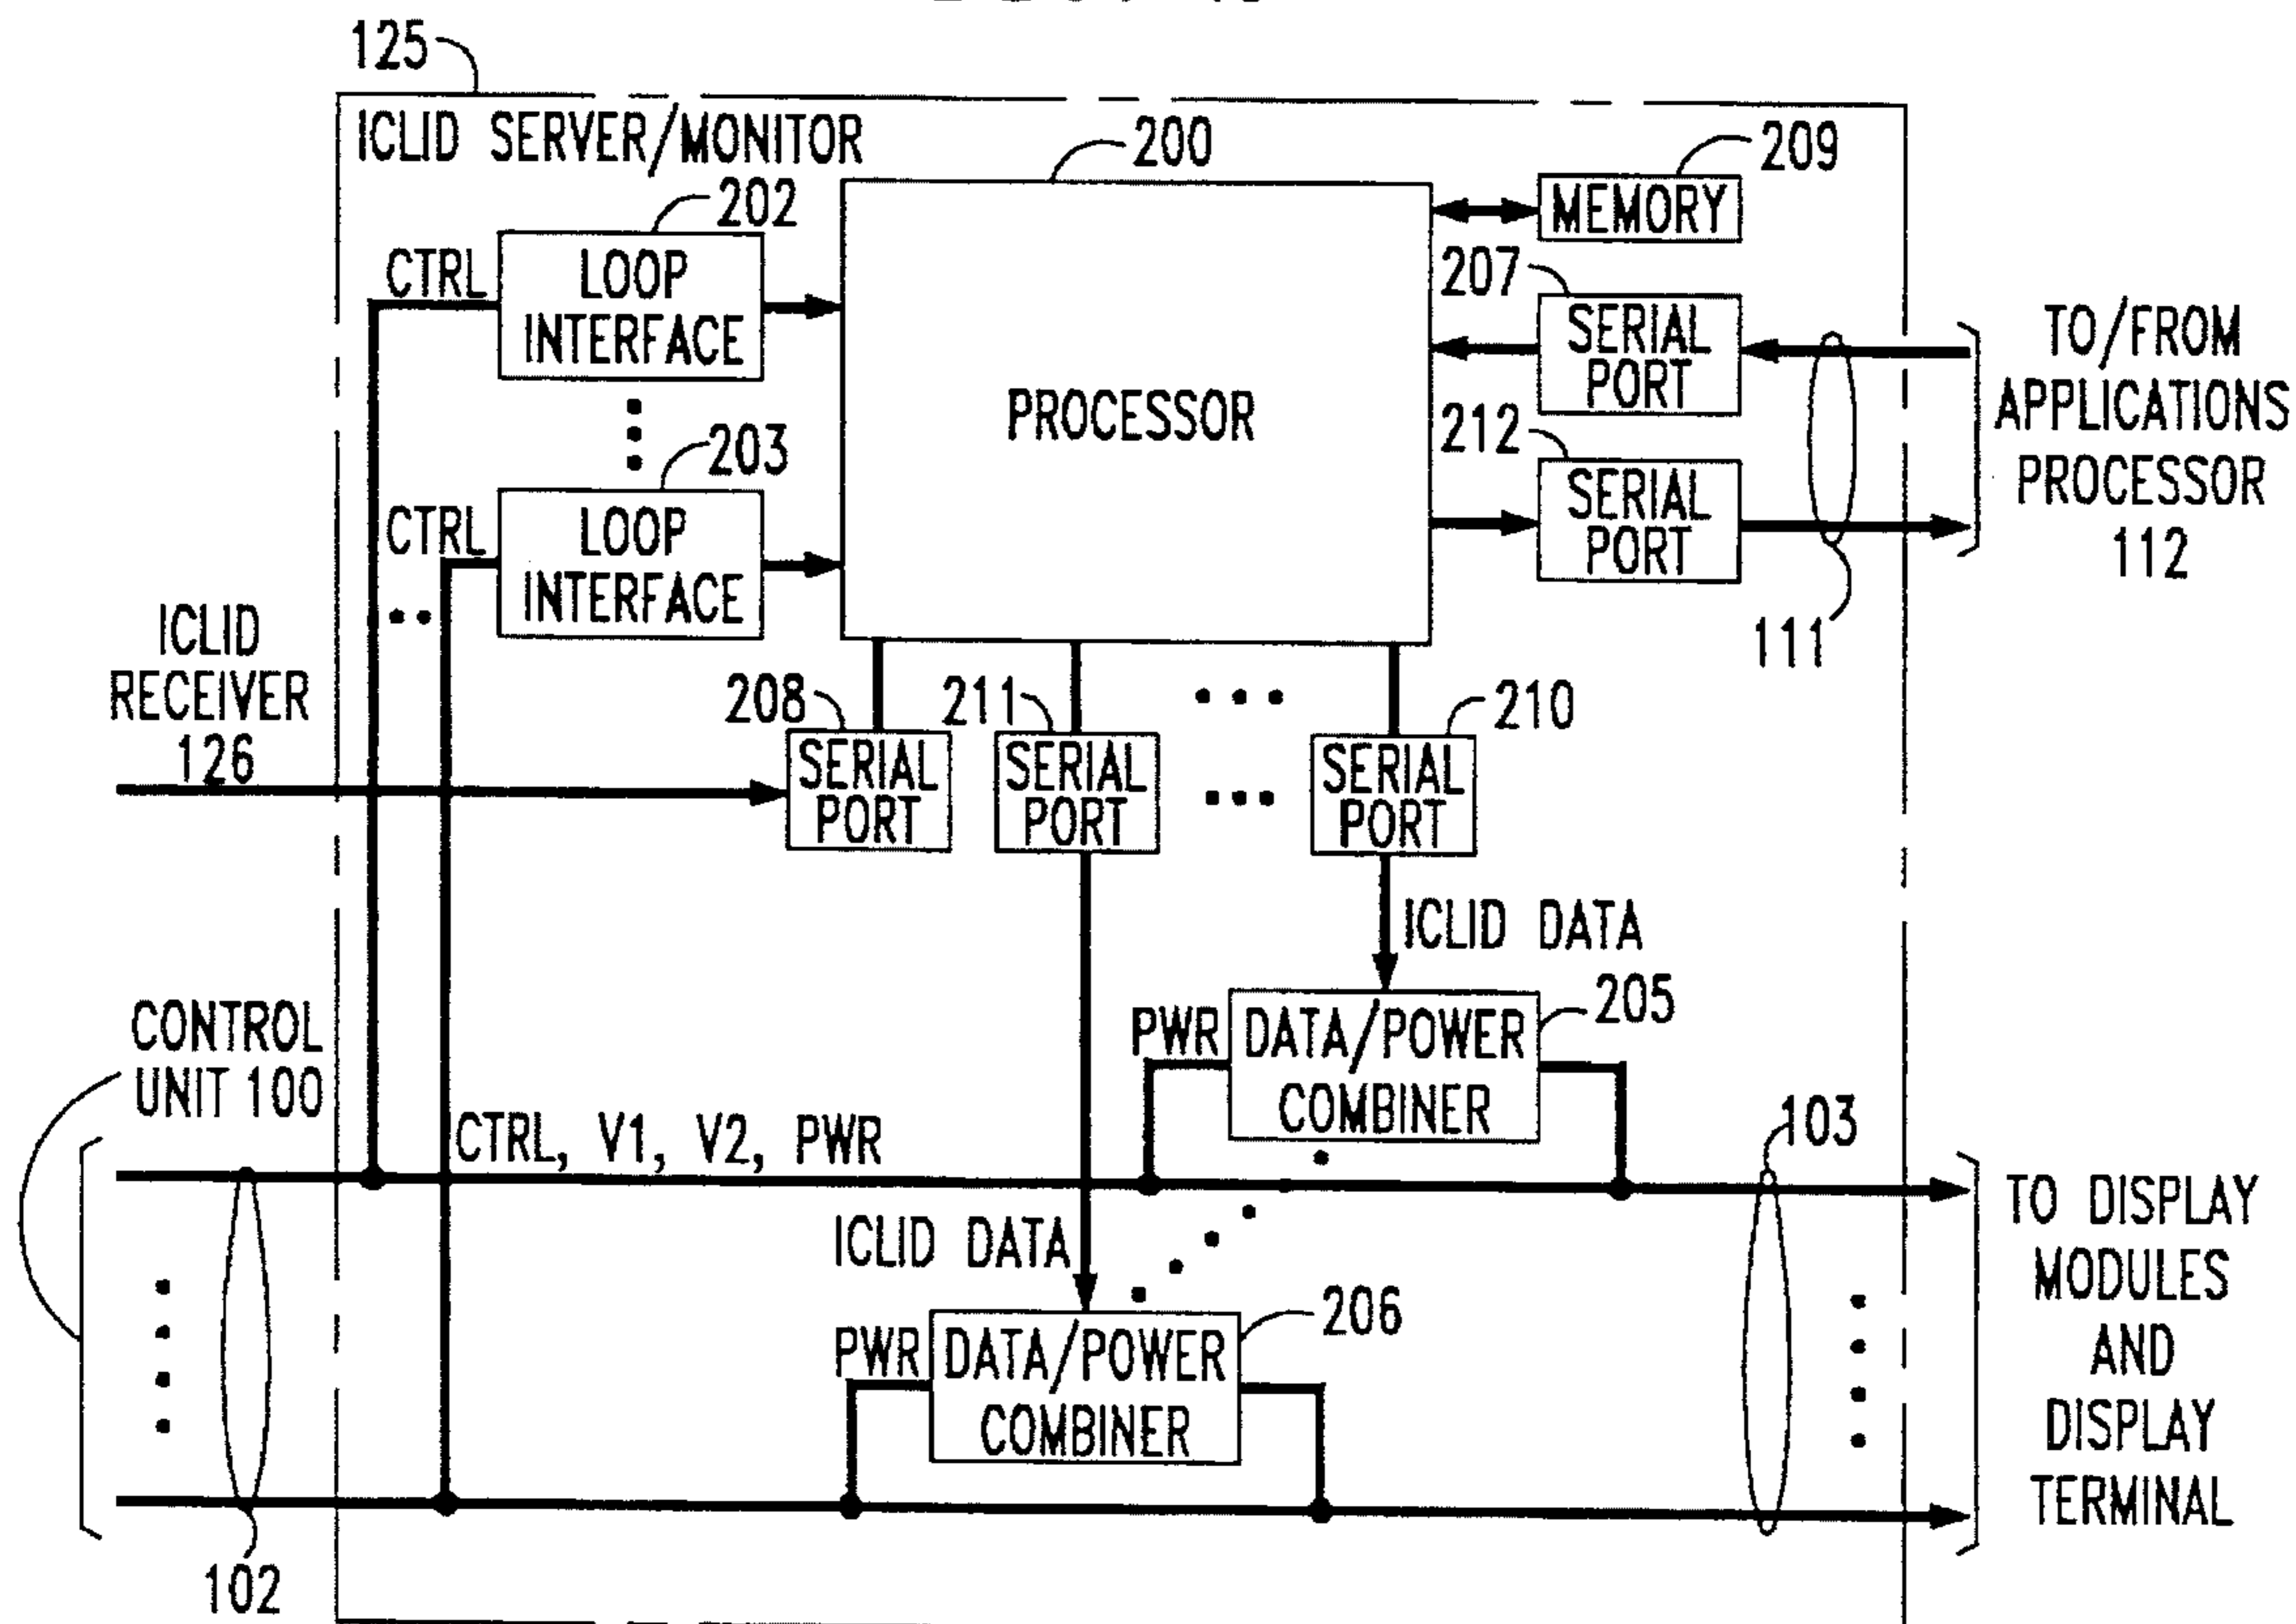 125
ICLID SERVER/MONITOR
200
209
MEMORY
202
CTRL
LOOP
INTERFACE
207
SERIAL
PORT
TO/FROM
APPLICATIONS
PROCESSOR
112
PROCESSOR
203
CTRL
LOOP
INTERFACE
212
SERIAL
PORT
111
ICLID
RECEIVER
126
208
SERIAL
PORT
211
SERIAL
PORT
210
SERIAL
PORT
ICLID DATA
205
PWR
DATA/POWER
COMBINER
CONTROL
UNIT 100
CTRL, V1, V2, PWR
103
ICLID DATA
206
PWR
DATA/POWER
COMBINER
TO DISPLAY
MODULES
AND
DISPLAY
TERMINAL
102